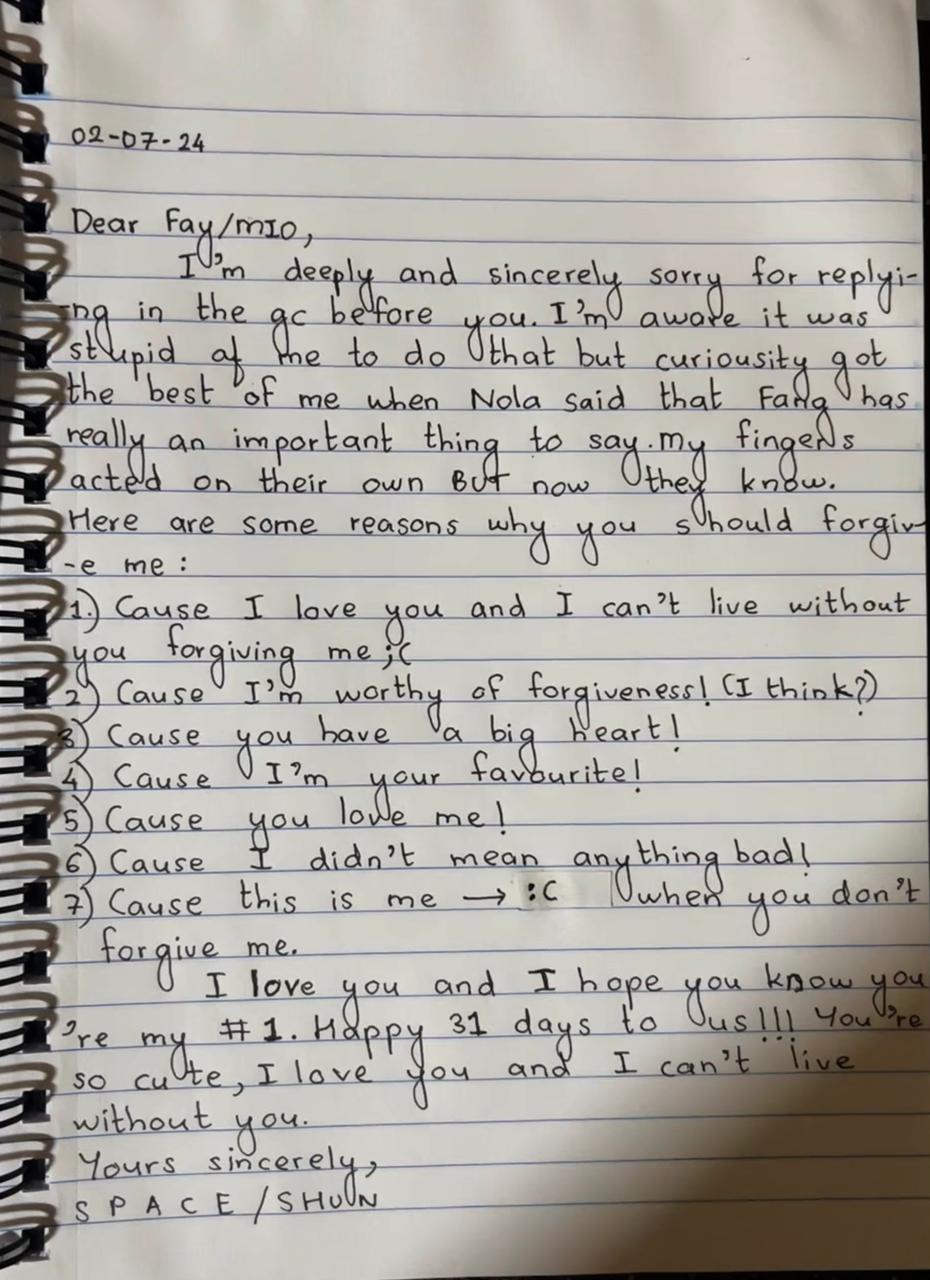 02-07-24
Dear Fay/MIO,
I'm deeply and sincerely sorry for replyi-
-ng in the gc before you. I'm aware it was
stupid of me to do that but curiousity got
the best of me when Nola said that Fang has
really an important thing to say. my fingers
acted on their own But now they know.
Here are some reasons why you should forgiv-
-e me :
1.) Cause I love you and I can't live without
you forgiving me ;(
2) Cause I'm worthy of forgiveness! (I think?)
3) Cause you have a big heart!
4) Cause I'm your favourite!
5) Cause you love me!
6) Cause I didn't mean anything bad!
7) Cause this is me → :C when you don't
forgive me.
I love you and I hope you know you
're my #1. Happy 31 days to us!!! You're
so cute, I love you and I can't live
without you.
Yours sincerely,
S P A C E / SHUN